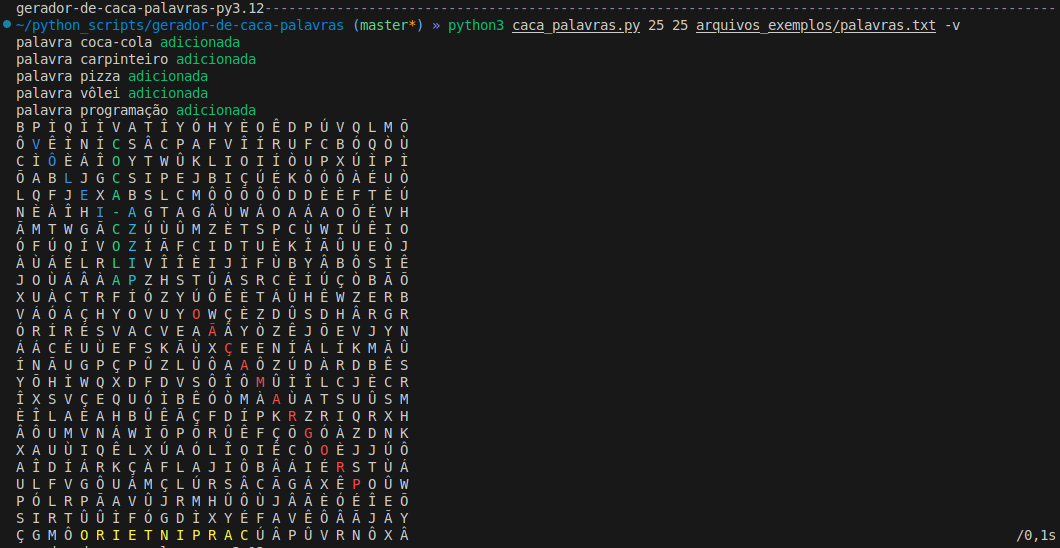 gerador-de-caca-palavras-py3.12----------------------------------------------------------------------------------------------------
~/python_scripts/gerador-de-caca-palavras (master*) » python3 caca_palavras.py 25 25 arquivos_exemplos/palavras.txt -v
palavra coca-cola adicionada
palavra carpinteiro adicionada
palavra pizza adicionada
palavra vôlei adicionada
palavra programação adicionada
B P Ì Q Ì Ì V A T Î Y Ó H Y È O Ê D P Ú V Q L M Õ
Ô V Ê Ì N Í C S Â C P A F V Î Í R U F C B Ó Q Ò Ù
C Ì Ô È Á Î O Y T W Û K L I O I Í Ò U P X Ú Ì P Ì
Õ A B L J G C S I P E J B I Ç Ú É K Ô Ó Ô À É U Ò
L Q F J E X A B S L C M Ô Õ Õ Ô Ô D D È È F T È Ú
N È À Î H I - A G T A G Â Ù W Á O A Á A O Õ É V H
Ã M T W G Ã C Z Ú Ù Û M Z È T S P C Ù W I Ú Ê I O
Ó F Ú Q Í V O Z Í Ã F C I D T U È K Î Ã Û U E Ò J
À Ù Á É L R L I V Î Î È I J Ì F Ù B Y Â B Ô S Ì Ê
J O Ù Á Â À A P Z H S T Û Á S R C È Í Ú Ç Ò B Ã Õ
X U À C T R F Í Ó Z Y Ú Ô Ê È T Á Û H Ê W Z E R B
V Á Ó Á Ç H Y O V U Y O W Ç È Z D Û S D H Â R G R
Ó R Í R É S V A C V E A Ã Â Y Ò Z Ê J Õ E V J Y N
Á Á C É U Ù E F S K Ã Ù X Ç E E N Í Á L Í K M Ã Û
Í N Ã U G P Ç P Û Z L Û Ô A A Ô Z Ú D À R D B Ê S
Y Õ H Ì W Q X D F D V S Ô Î Ô M Û Ì Î L C J È C R
Î X S V Ç E Q U Ó Ì B Ê Ó Ò M À A Ù A T S U Û S M
È Î L A È A H B Û Ê Ã Ç F D Í P K R Z R I Q R X H
Â Ô U M V N Á W Ì Õ P Ô R Û Ê F Ç Õ G Ó À Z D N K
X A U Ù I Q Ê L X Ú A Ó L Î O I È C Ò O È J J Ú Ô
A Î D Í Á R K Ç À F L A J I Ô B Â Á I É R S T Ù Á
U L F V G Ô U Á M Ç L Ú R S Â C Ã G Á X Ê P O Û W
P Ó L R P Ã A V Û J R M H Û Ô Ù J Â Ã È Ó É Î E Õ
S I R T Û Û Ì F Ó G D Ì X Y É F A V Ê Ô Â Â J Ã Y
Ç G M Ô O R I E T N I P R A C Ú Â P Û V R N Ô X Â
/0,1s